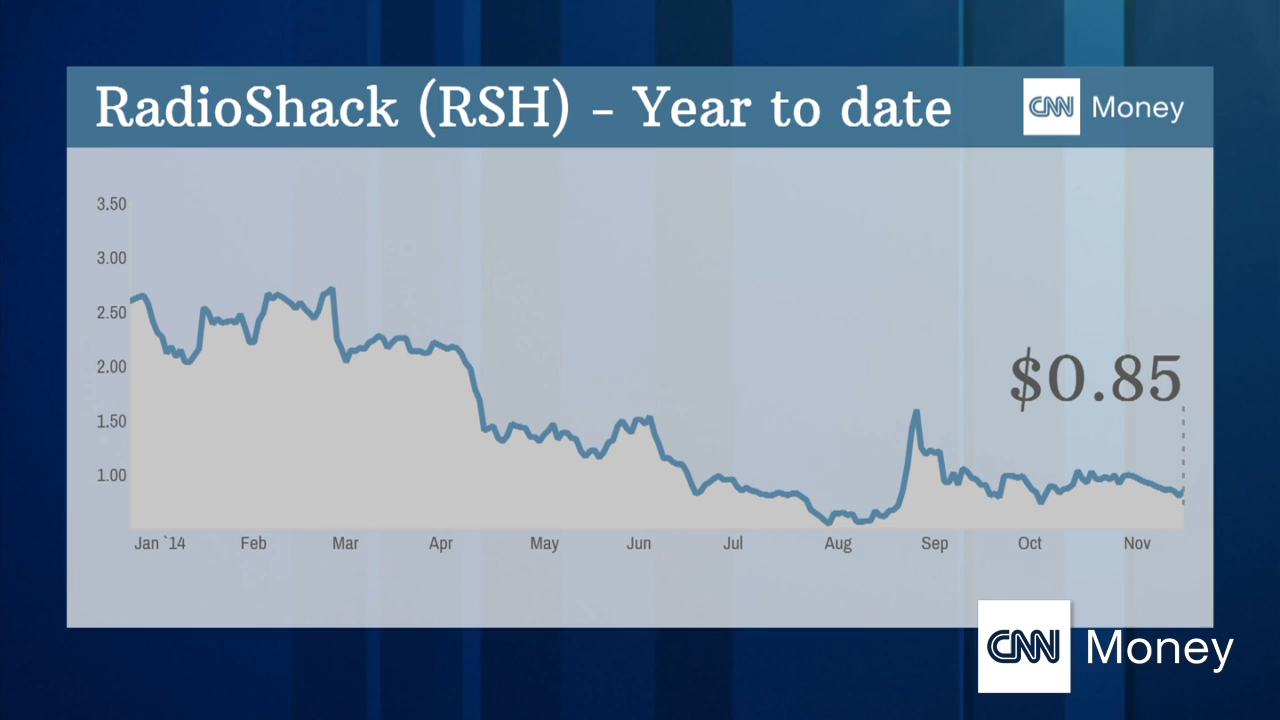 RadioShack (RSH) - Year to date
CNN Money
3.50
3.00
2.50
2.00
1.50
1.00
$0.85
Jan `14 Feb Mar Apr May Jun Jul Aug Sep Oct Nov
CNN Money